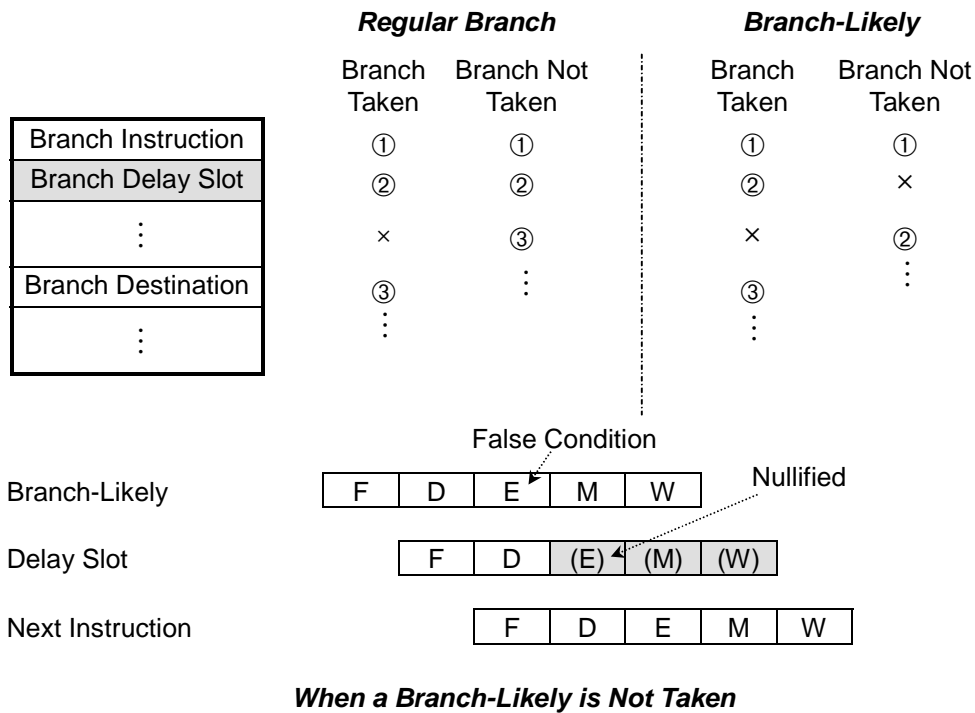 Regular Branch Branch-Likely
Branch Taken Branch Not Taken Branch Taken Branch Not Taken
Branch Instruction ① ① ① ①
Branch Delay Slot ② ② ② ×
⋮ × ③ × ②
⋮ ⋮
Branch Destination ③ ③
⋮ ⋮ ⋮
False Condition
Nullified
Branch-Likely F D E M W
Delay Slot F D (E) (M) (W)
Next Instruction F D E M W
When a Branch-Likely is Not Taken